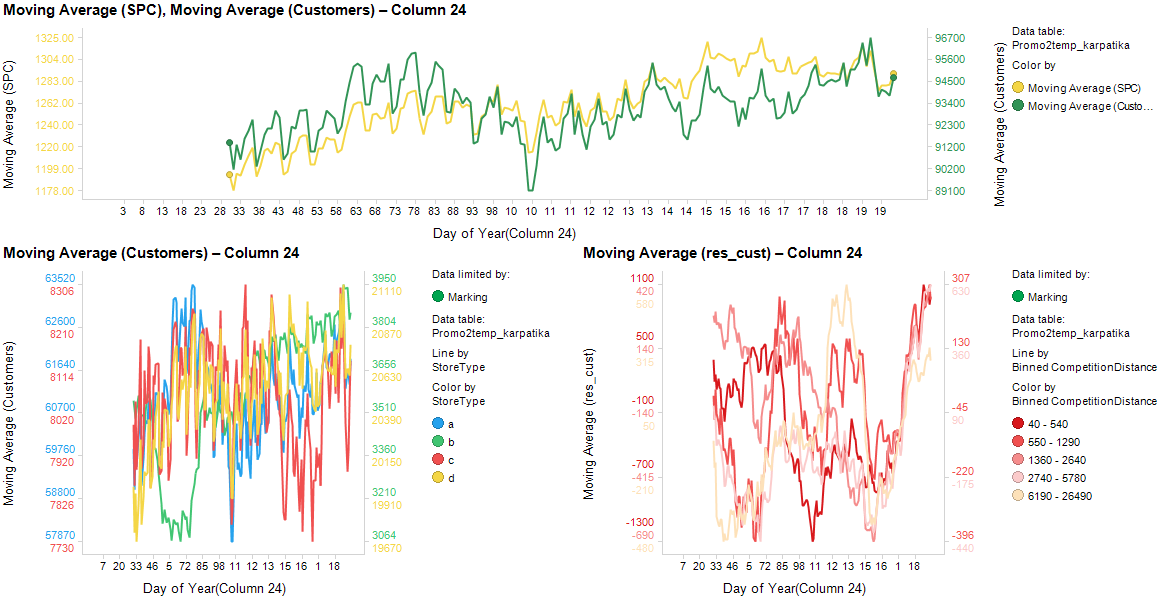 Moving Average (SPC), Moving Average (Customers) – Column 24
Moving Average (SPC)
1325.00
1304.00
1283.00
1262.00
1240.00
1220.00
1199.00
1178.00
96700
95600
94500
93400
92300
91200
90200
89100
Moving Average (Customers)
3 8 13 18 23 28 33 38 43 48 53 58 63 68 73 78 83 88 93 98 10 10 11 11 12 12 13 13 14 14 15 15 16 16 17 17 18 18 19 19
Day of Year(Column 24)
Data table:
Promo2temp_karpatika
Color by
Moving Average (SPC)
Moving Average (Custo...
Moving Average (Customers) – Column 24
Moving Average (Customers)
63520
8306
62600
8210
61640
8114
60700
8020
59760
7920
58800
7826
57870
7730
3950
21110
3804
20870
3656
20630
3510
20390
3360
20150
3210
19910
3064
19670
7 20 33 46 5 72 85 98 11 12 13 15 16 1 18
Day of Year(Column 24)
Data limited by:
Marking
Data table:
Promo2temp_karpatika
Line by
StoreType
Color by
StoreType
a
b
c
d
Moving Average (res_cust) – Column 24
Moving Average (res_cust)
1100
420
580
500
140
315
-100
-140
50
-700
-415
-210
-1300
-690
-480
307
630
130
360
-45
90
-220
-175
-396
-440
7 20 33 46 5 72 85 98 11 12 13 15 16 1 18
Day of Year(Column 24)
Data limited by:
Marking
Data table:
Promo2temp_karpatika
Line by
Binned CompetitionDistance
Color by
Binned CompetitionDistance
40 - 540
550 - 1290
1360 - 2640
2740 - 5780
6190 - 26490